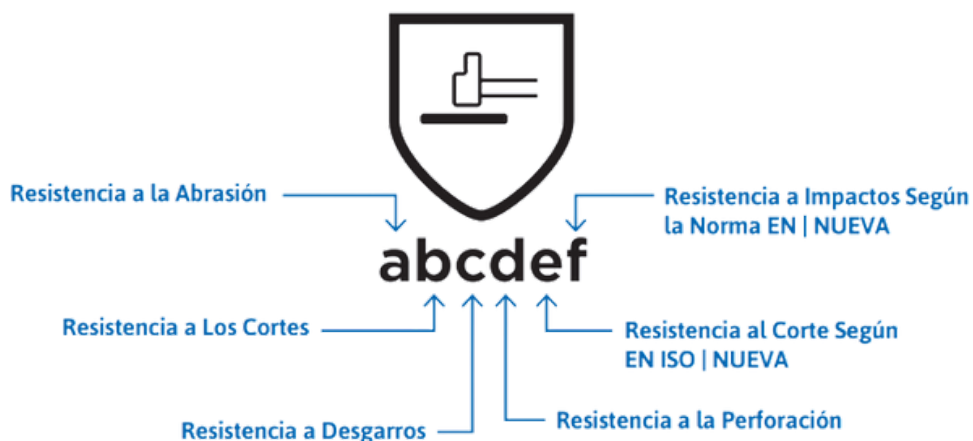 Resistencia a la Abrasión
Resistencia a Impactos Según
la Norma EN | NUEVA
abcdef
Resistencia a Los Cortes
Resistencia al Corte Según
EN ISO | NUEVA
Resistencia a Desgarros
Resistencia a la Perforación